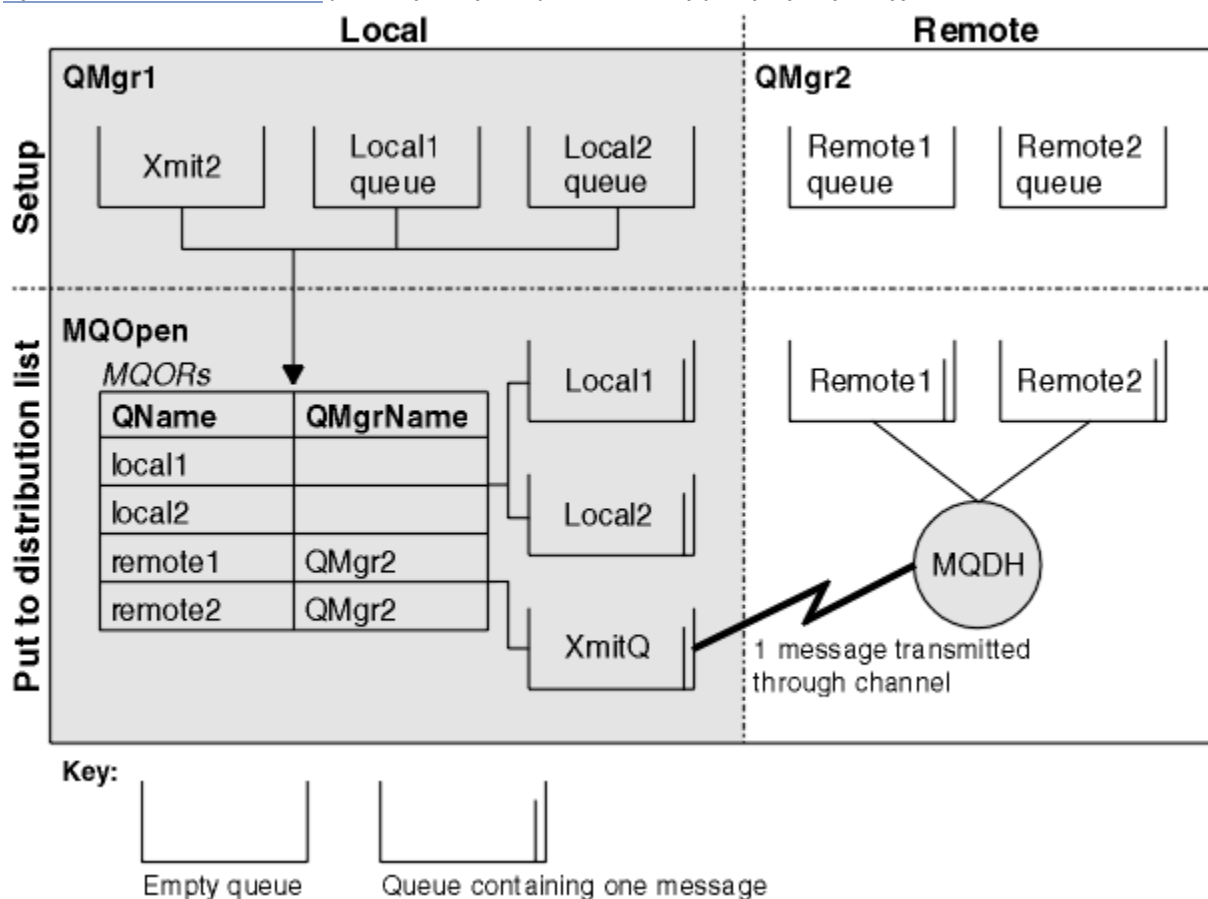 Local
Remote
QMgr1
QMgr2
Setup
Xmit2
Local1
queue
Local2
queue
Remote1
queue
Remote2
queue
Put to distribution list
MQOpen
MQORs
QName QMgrName
local1
local2
remote1 QMgr2
remote2 QMgr2
Local1
Local2
XmitQ
Remote1
Remote2
MQDH
1 message transmitted
through channel
Key:
Empty queue
Queue containing one message